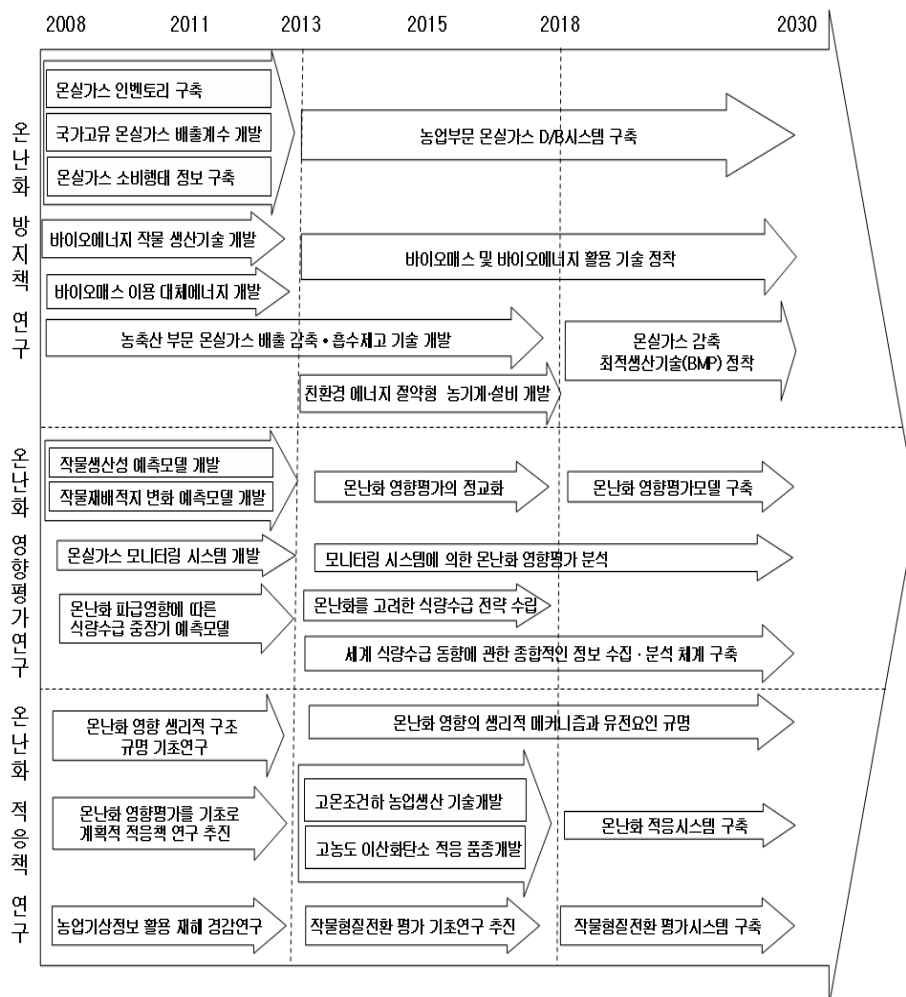 2008 2011 2013 2015 2018 2030
온난화 방지책 연구
온실가스 인벤토리 구축
국가고유 온실가스 배출계수 개발
온실가스 소비행태 정보 구축
농업부문 온실가스 D/B시스템 구축
바이오에너지 작물 생산기술 개발
바이오매스 이용 대체에너지 개발
바이오매스 및 바이오에너지 활용 기술 정착
농축산 부문 온실가스 배출 감축•흡수제고 기술 개발
친환경 에너지 절약형 농기계·설비 개발
온실가스 감축
최적생산기술(BMP) 정착
온난화 영향평가연구
작물생산성 예측모델 개발
작물재배적지 변화 예측모델 개발
온난화 영향평가의 정교화
온난화 영향평가모델 구축
온실가스 모니터링 시스템 개발
모니터링 시스템에 의한 온난화 영향평가 분석
온난화 파급영향에 따른
식량수급 중장기 예측모델
온난화를 고려한 식량수급 전략 수립
세계 식량수급 동향에 관한 종합적인 정보 수집·분석 체계 구축
온난화 적응책 연구
온난화 영향 생리적 구조
규명 기초연구
온난화 영향의 생리적 메커니즘과 유전요인 규명
온난화 영향평가를 기초로
계획적 적응책 연구 추진
고온조건하 농업생산 기술개발
고농도 이산화탄소 적응 품종개발
온난화 적응시스템 구축
농업기상정보 활용 재해 경감연구
작물형질전환 평가 기초연구 추진
작물형질전환 평가시스템 구축